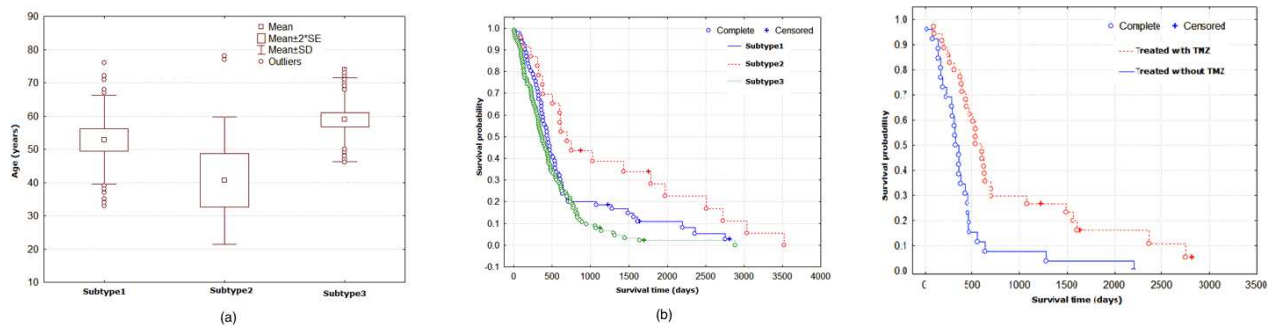 90
80
70
60
50
40
30
20
10
Age (years)
Mean
Mean±2*SE
Mean±SD
Outliers
Subtype1
Subtype2
Subtype3
(a)
1.0
0.9
0.8
0.7
0.6
0.5
0.4
0.3
0.2
0.1
0.0
-0.1
Survival probability
Complete
Censored
Subtype1
Subtype2
Subtype3
0
500
1000
1500
2000
2500
3000
3500
4000
Survival time (days)
(b)
1.0
0.9
0.8
0.7
0.6
0.5
0.4
0.3
0.2
0.1
0.0
Survival probability
Complete
Censored
Treated wth TMZ
Treated without TMZ
0
500
1000
1500
2000
2500
3000
3500
Survival time (days)